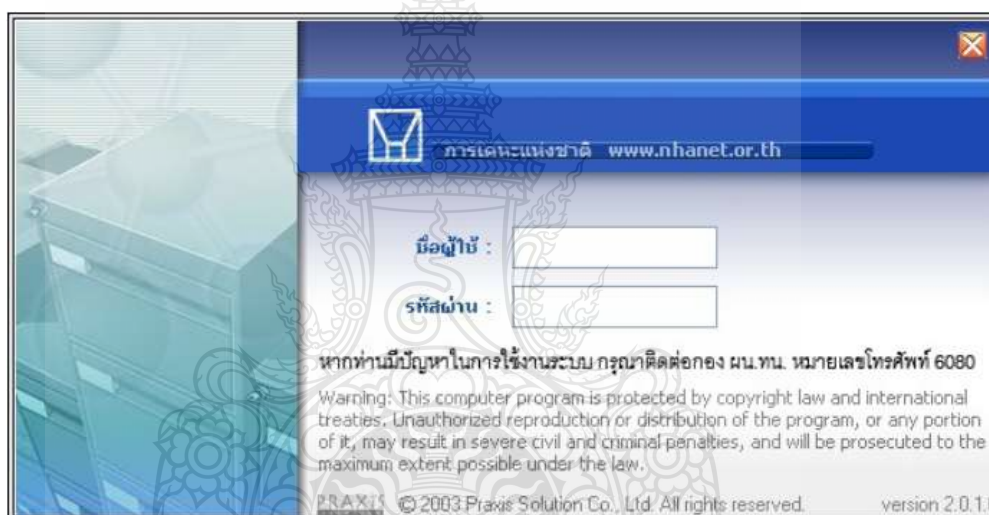 การเคหะแห่งชาติ www.nhanet.or.th
ชื่อผู้ใช้ :
รหัสผ่าน :
หากท่านมีปัญหาในการใช้งานระบบ กรุณาติดต่อกอง ผน.ทน. หมายเลขโทรศัพท์ 6080
Warning: This computer program is protected by copyright law and international
treaties. Unauthorized reproduction or distribution of the program, or any portion
of it, may result in severe civil and criminal penalties, and will be prosecuted to the
maximum extent possible under the law.
PRAXIS © 2003 Praxis Solution Co., Ltd. All rights reserved. version 2.0.1.